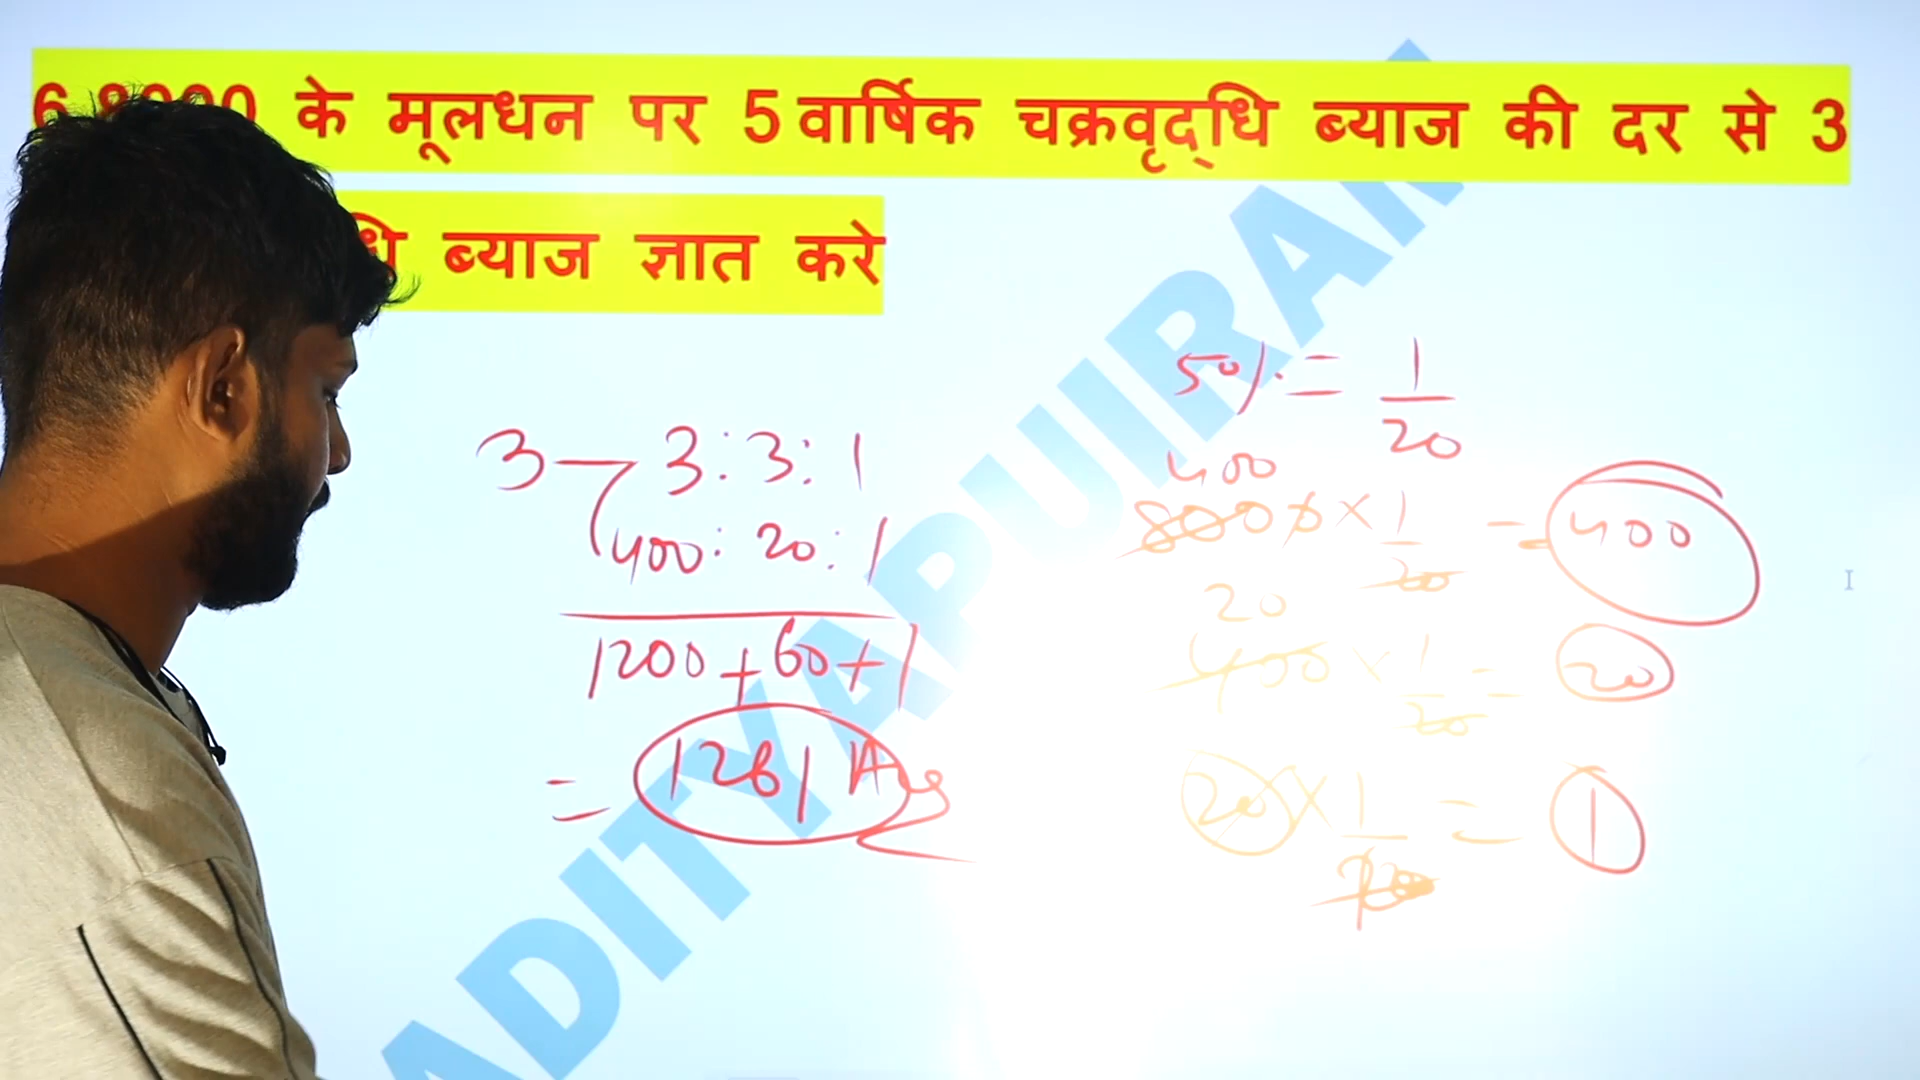 के मूलधन पर 5 वार्षिक चक्रवृद्धि ब्याज की दर से 3
ब्याज ज्ञात करे
3 3 : 3 : 1
400 : 20 : 1
1200 + 60 + 1
= 1261 Ans
5% = 1/20
400
8000 × 1/20 = 400
20
400 × 1/20 = 20
20 × 1/20 = 1
ADITYAPUIRAM